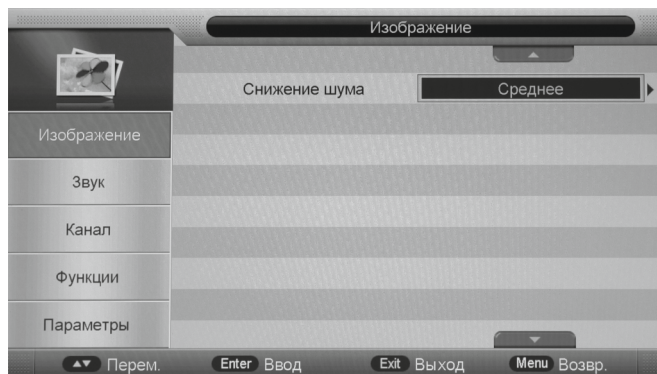 Изображение
Снижение шума Среднее
Изображение
Звук
Канал
Функции
Параметры
Перем. Enter Ввод Exit Выход Menu Возвр.